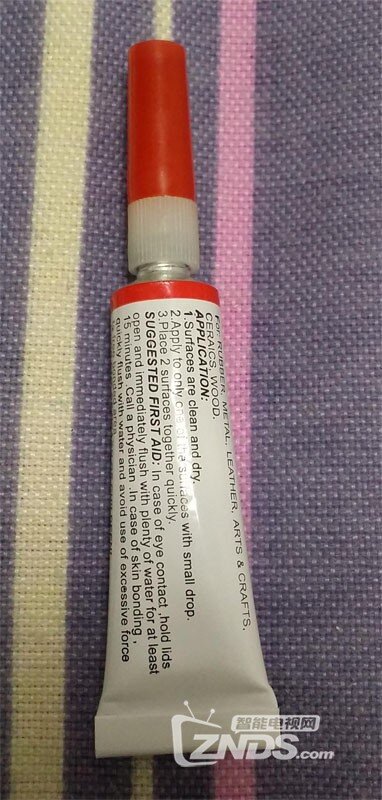 For RUBBER, METAL, LEATHER, ARTS & CRAFTS,
CERACICS, WOOD.
APPLICATION:
1.Surfaces are clean and dry.
2.Apply to only one of the surfaces with small drop.
3.Place 2 surfaces together quickly.
SUGGESTED FIRST AID: In case of eye contact ,hold lids
open and immediately flush with plenty of water for at least
15 minutes .Call a physician .In case of skin bonding ,
quickly flush with water and avoid use of excessive force
智能电视网
ZNDS.com